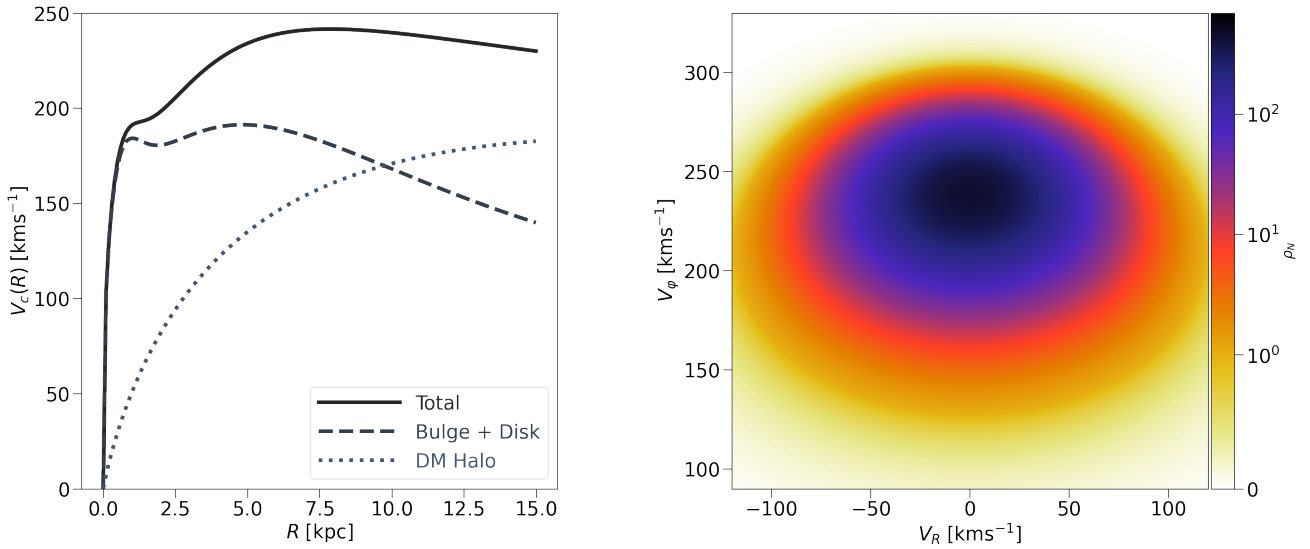 250
200
150
100
50
0
V_c(R) [kms⁻¹]
0.0 2.5 5.0 7.5 10.0 12.5 15.0
R [kpc]
Total
Bulge + Disk
DM Halo
300
250
200
150
100
V_φ [kms⁻¹]
−100 −50 0 50 100
V_R [kms⁻¹]
10²
10¹
10⁰
0
ρ_N